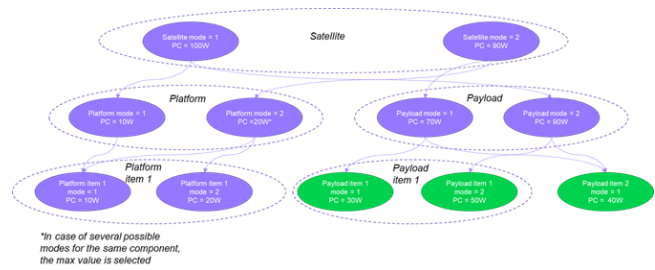 Satellite mode = 1
PC = 100W
Satellite
Satellite mode = 2
PC = 90W
Platform
Payload
Platform mode = 1
PC = 10W
Platform mode = 2
PC =20W*
Payload mode = 1
PC = 70W
Payload mode = 2
PC = 90W
Platform
item 1
Payload
item 1
Platform item 1
mode = 1
PC = 10W
Platform item 1
mode = 2
PC = 20W
Payload item 1
mode = 1
PC = 30W
Payload item 1
mode = 2
PC = 50W
Payload item 2
mode = 1
PC = 40W
*In case of several possible
modes for the same component,
the max value is selected